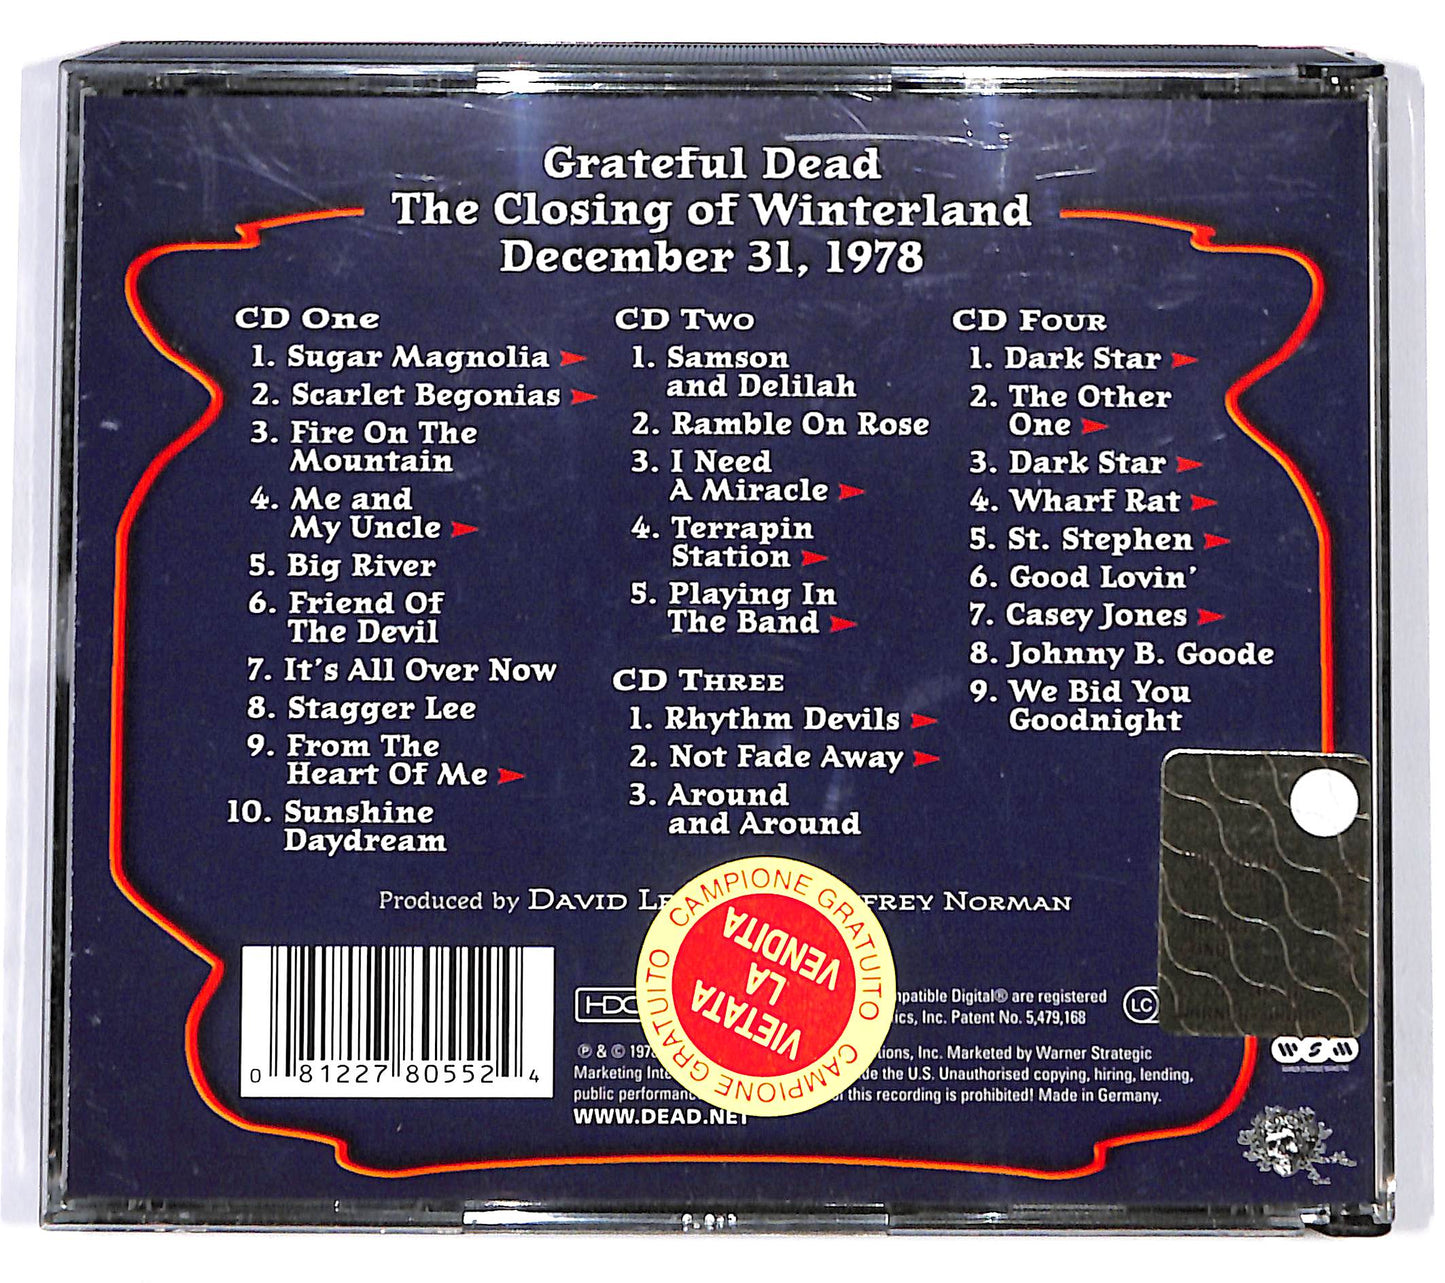 Grateful Dead
The Closing of Winterland
December 31, 1978
CD One
1. Sugar Magnolia
2. Scarlet Begonias
3. Fire On The
Mountain
4. Me and
My Uncle
5. Big River
6. Friend Of
The Devil
7. It's All Over Now
8. Stagger Lee
9. From The
Heart Of Me
10. Sunshine
Daydream
CD Two
1. Samson
and Delilah
2. Ramble On Rose
3. I Need
A Miracle
4. Terrapin
Station
5. Playing In
The Band
CD Three
1. Rhythm Devils
2. Not Fade Away
3. Around
and Around
CD Four
1. Dark Star
2. The Other
One
3. Dark Star
4. Wharf Rat
5. St. Stephen
6. Good Lovin'
7. Casey Jones
8. Johnny B. Goode
9. We Bid You
Goodnight
Produced by David Norman
CAMPIONE GRATUITO CAMPIONE GRATUITO
VIETATA
LA
VENDITA
0 81227 80552 4
Digital® are registered
Inc. Patent No. 5,479,168
LC
℗ & © Inc. Marketed by Warner Strategic
Marketing the U.S. Unauthorised copying, hiring, lending,
public this recording is prohibited! Made in Germany.
WWW.DEAD.NET
wsm